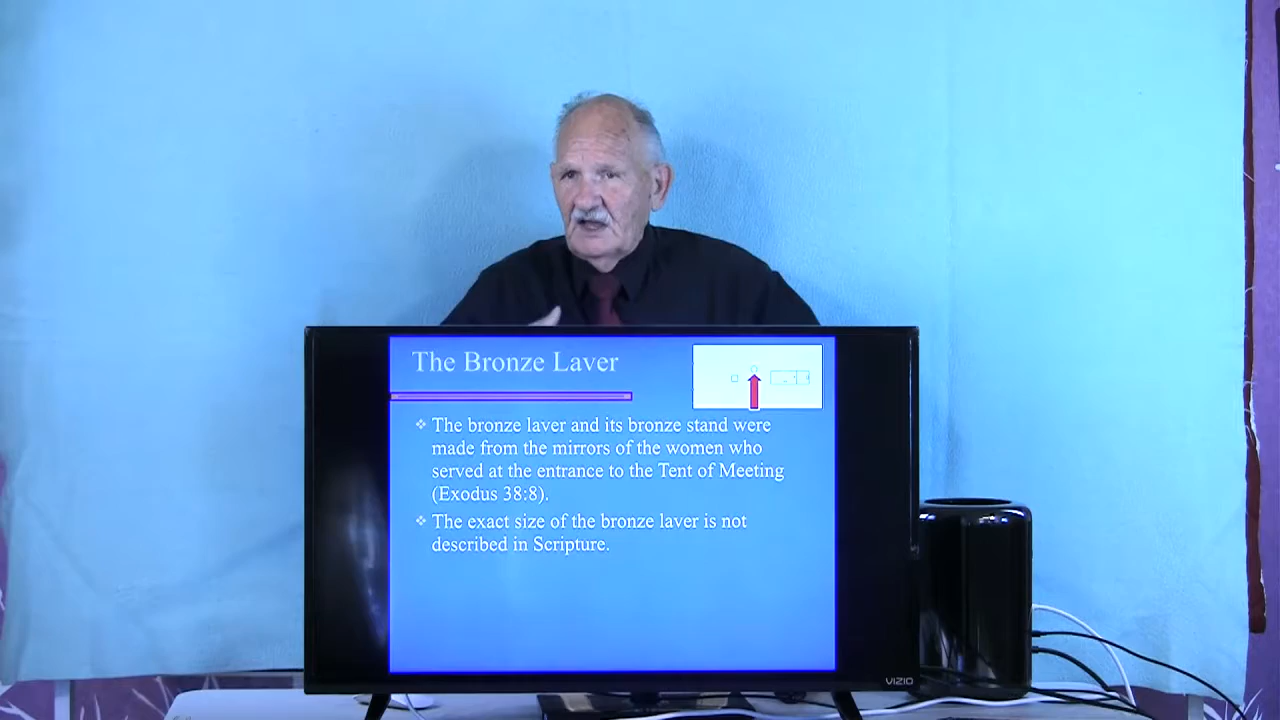 The Bronze Laver
❖ The bronze laver and its bronze stand were
made from the mirrors of the women who
served at the entrance to the Tent of Meeting
(Exodus 38:8).
❖ The exact size of the bronze laver is not
described in Scripture.
VIZIO